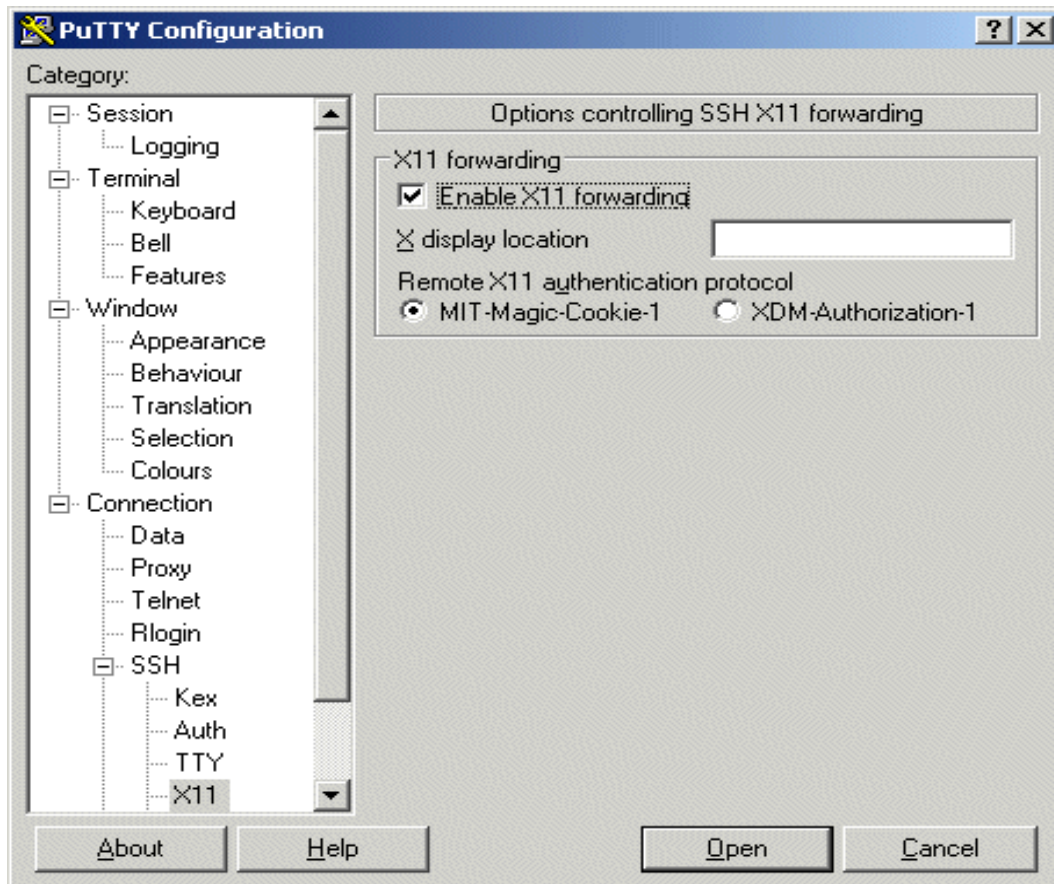 PuTTY Configuration
Category:
Session
Logging
Terminal
Keyboard
Bell
Features
Window
Appearance
Behaviour
Translation
Selection
Colours
Connection
Data
Proxy
Telnet
Rlogin
SSH
Kex
Auth
TTY
X11
Options controlling SSH X11 forwarding
X11 forwarding
Enable X11 forwarding
X display location
Remote X11 authentication protocol
MIT-Magic-Cookie-1 XDM-Authorization-1
About Help Open Cancel